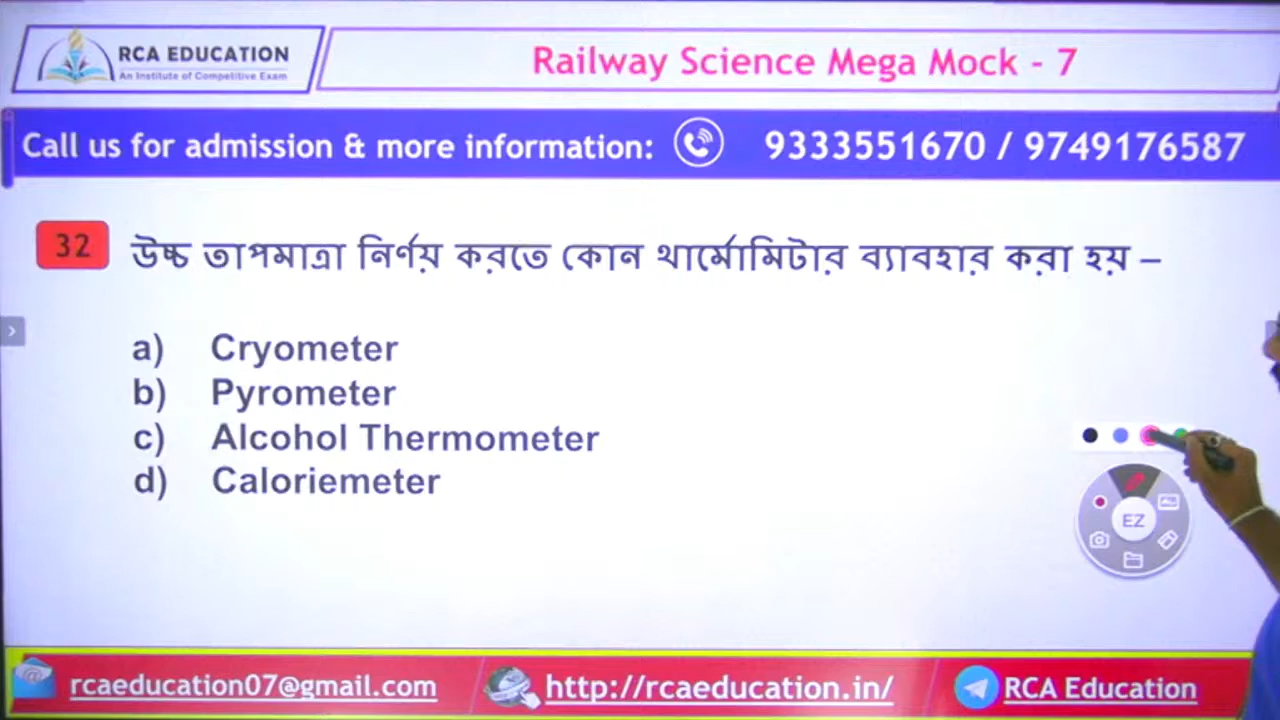 RCA EDUCATION
An Institute of Competitive Exam
Railway Science Mega Mock - 7
Call us for admission & more information: 9333551670 / 9749176587
32 উচ্চ তাপমাত্রা নির্ণয় করতে কোন থার্মোমিটার ব্যাবহার করা হয় –
a) Cryometer
b) Pyrometer
c) Alcohol Thermometer
d) Caloriemeter
EZ
rcaeducation07@gmail.com http://rcaeducation.in/ RCA Education